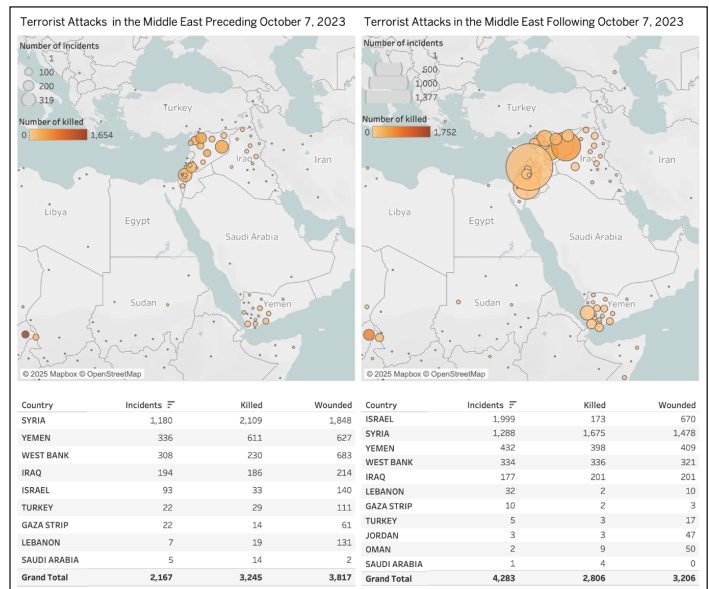 Terrorist Attacks in the Middle East Preceding October 7, 2023
Number of incidents
1
100
200
319
Number of killed
0 1,654
Turkey
Iraq
Iran
Libya
Egypt
Saudi Arabia
Sudan
Yemen
© 2025 Mapbox © OpenStreetMap
Country Incidents Killed Wounded
SYRIA 1,180 2,109 1,848
YEMEN 336 611 627
WEST BANK 308 230 683
IRAQ 194 186 214
ISRAEL 93 33 140
TURKEY 22 29 111
GAZA STRIP 22 14 61
LEBANON 7 19 131
SAUDI ARABIA 5 14 2
Grand Total 2,167 3,245 3,817
Terrorist Attacks in the Middle East Following October 7, 2023
Number of incidents
1
500
1,000
1,377
Number of killed
0 1,752
Turkey
Iraq
Iran
Libya
Egypt
Saudi Arabia
Sudan
Yemen
© 2025 Mapbox © OpenStreetMap
Country Incidents Killed Wounded
ISRAEL 1,999 173 670
SYRIA 1,288 1,675 1,478
YEMEN 432 398 409
WEST BANK 334 336 321
IRAQ 177 201 201
LEBANON 32 2 10
GAZA STRIP 10 2 3
TURKEY 5 3 17
JORDAN 3 3 47
OMAN 2 9 50
SAUDI ARABIA 1 4 0
Grand Total 4,283 2,806 3,206